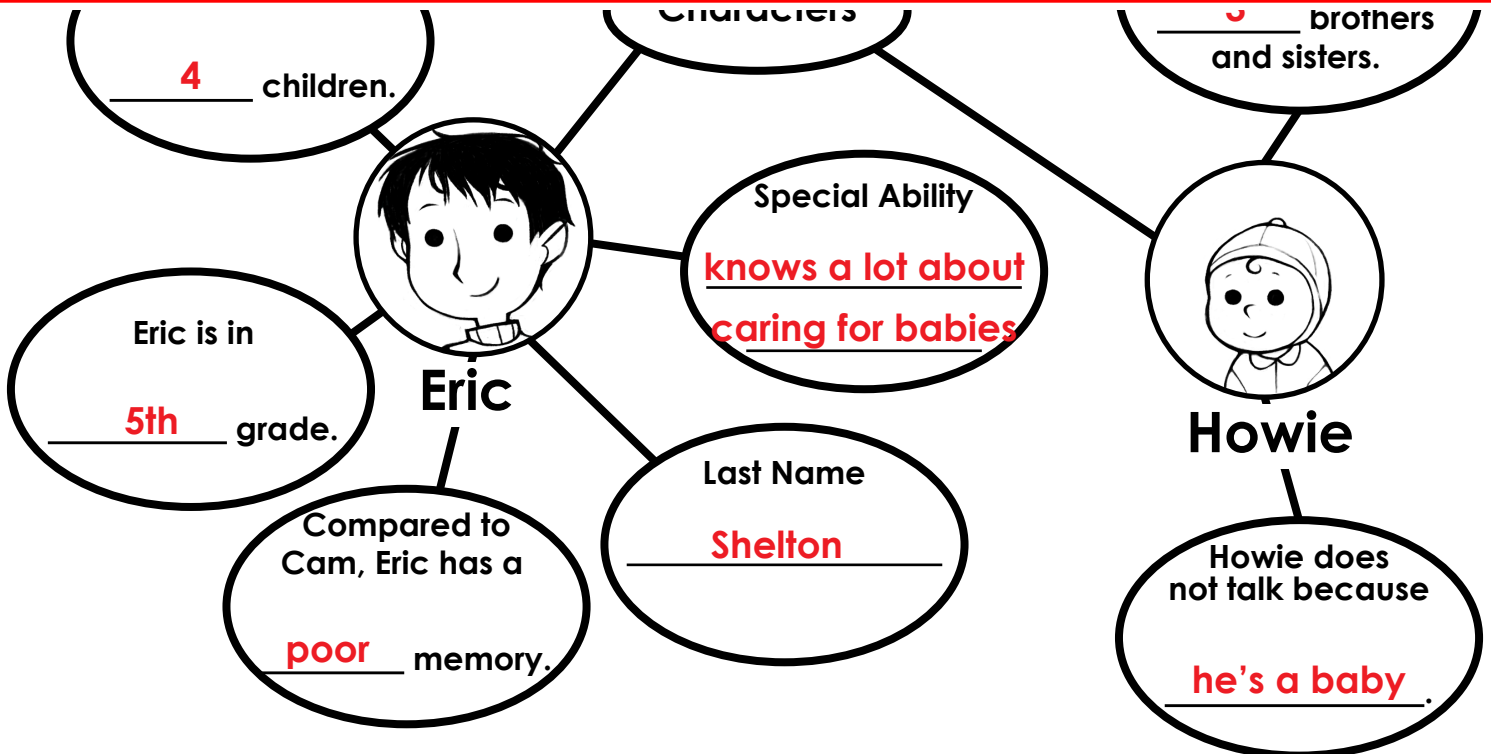 Characters
brothers
and sisters.
4 children.
Special Ability
knows a lot about
caring for babies
Eric is in
5th grade.
Eric
Howie
Last Name
Shelton
Compared to
Cam, Eric has a
poor memory.
Howie does
not talk because
he’s a baby.